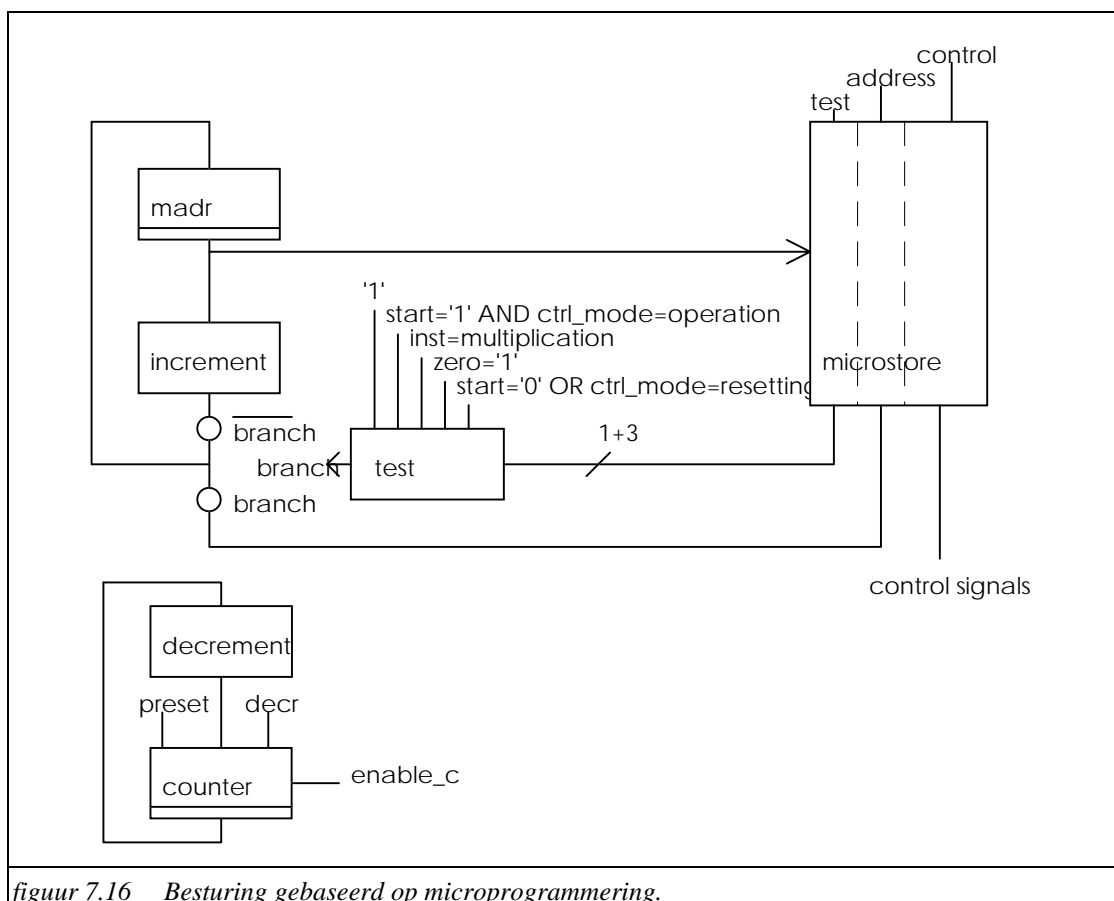 control
address
test
madr
'1'
start='1' AND ctrl_mode=operation
increment
inst=multiplication
microstore
zero='1'
start='0' OR ctrl_mode=resetting
branch
1+3
branch
test
branch
control signals
decrement
preset
decr
counter
enable_c
figuur 7.16 Besturing gebaseerd op microprogrammering.